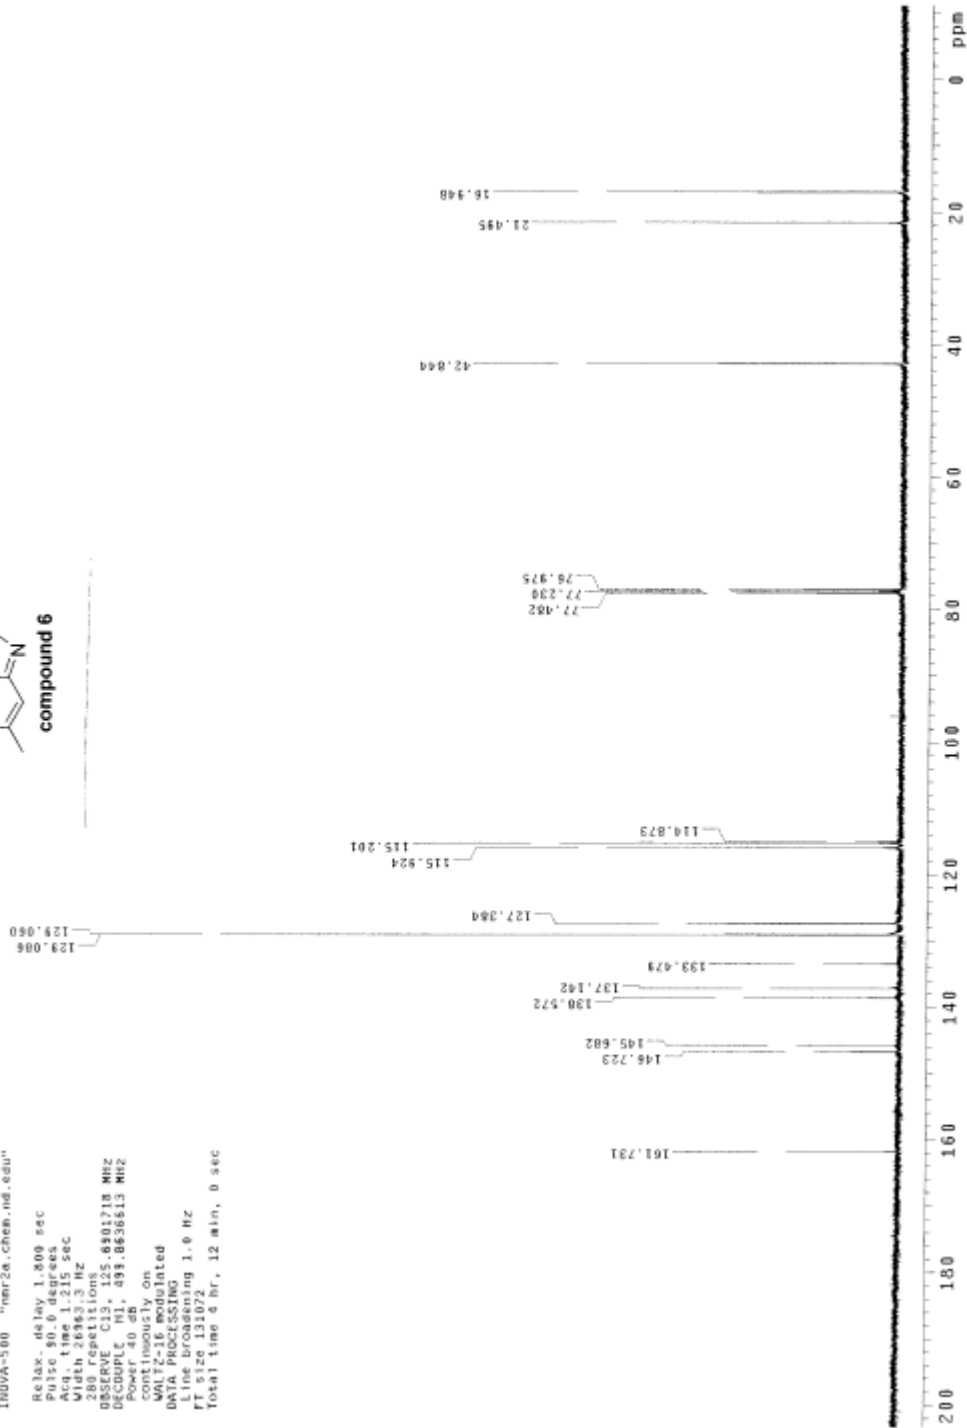 INOVA-500 "nmr2a.chem.nd.edu"
Relax. delay 1.800 sec
Pulse 90.0 degrees
Acq. time 1.215 sec
Width 26963.3 Hz
280 repetitions
OBSERVE C13, 125.6901718 MHz
DECOUPLE H1, 499.8636613 MHz
Power 40 dB
continuously on
WALTZ-16 modulated
DATA PROCESSING
Line broadening 1.0 Hz
FT size 131072
Total time 4 hr, 12 min, 0 sec
N
compound 6
161.731
146.723
145.682
138.572
137.142
133.479
129.086
129.060
127.384
115.924
115.201
114.873
77.482
77.230
76.975
42.844
21.495
16.948
200 180 160 140 120 100 80 60 40 20 0 ppm